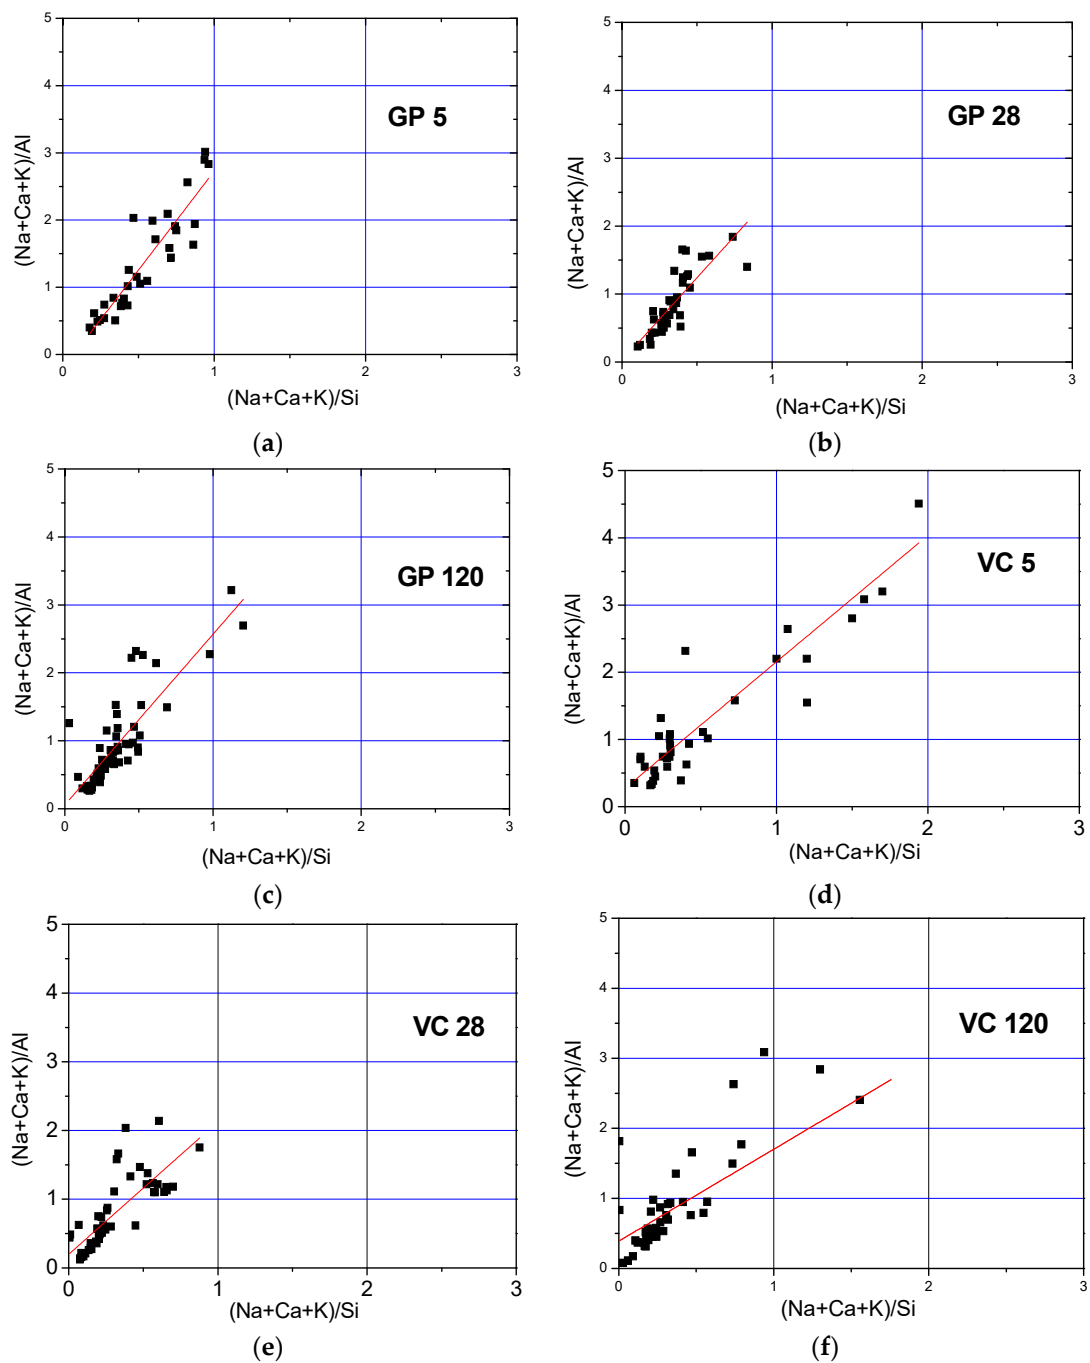 5
4
3
2
1
0
(Na+Ca+K)/Al
GP 5
0
1
2
3
(Na+Ca+K)/Si
(a)
5
4
3
2
1
0
(Na+Ca+K)/Al
GP 28
0
1
2
3
(Na+Ca+K)/Si
(b)
5
4
3
2
1
0
(Na+Ca+K)/Al
GP 120
0
1
2
3
(Na+Ca+K)/Si
(c)
5
4
3
2
1
0
(Na+Ca+K)/Al
VC 5
0
1
2
3
(Na+Ca+K)/Si
(d)
5
4
3
2
1
0
(Na+Ca+K)/Al
VC 28
0
1
2
3
(Na+Ca+K)/Si
(e)
5
4
3
2
1
0
(Na+Ca+K)/Al
VC 120
0
1
2
3
(Na+Ca+K)/Si
(f)